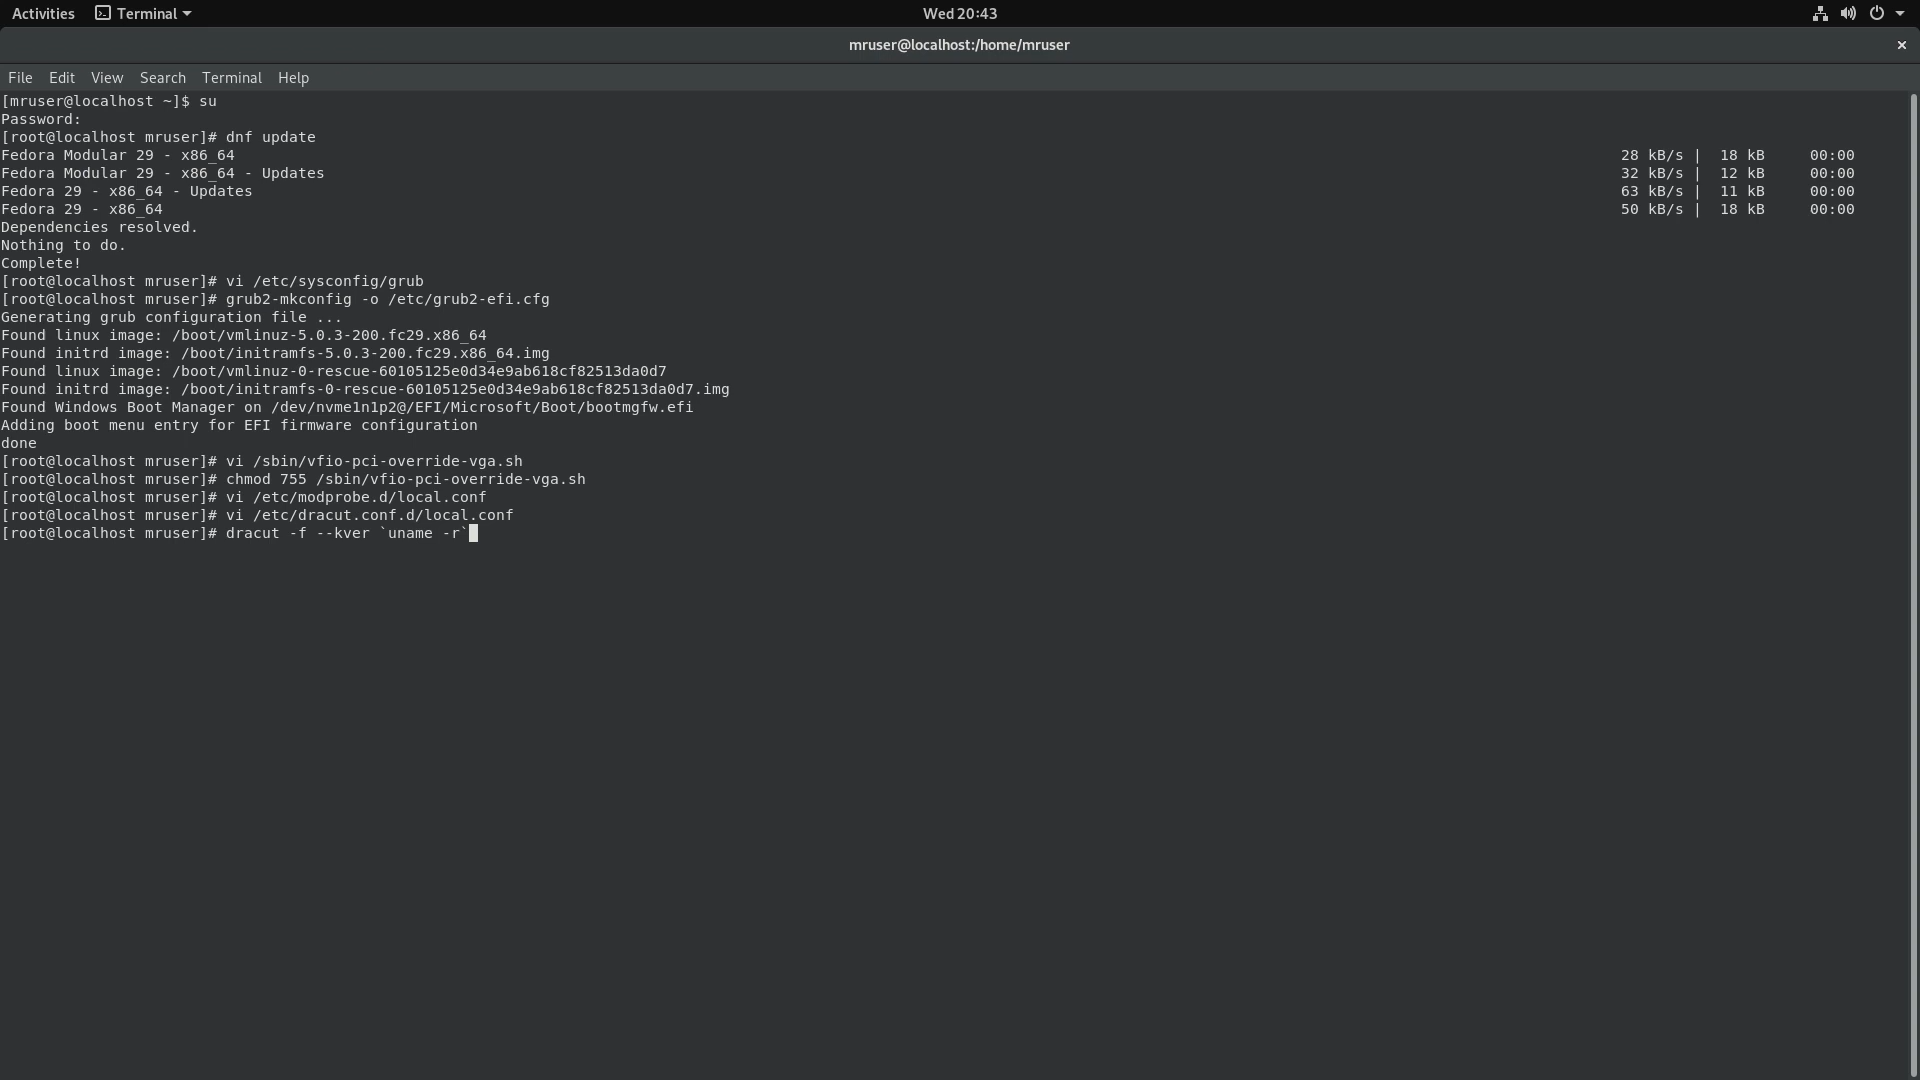 Activities Terminal Wed 20:43
mruser@localhost:/home/mruser ×
File Edit View Search Terminal Help
[mruser@localhost ~]$ su
Password:
[root@localhost mruser]# dnf update
Fedora Modular 29 - x86_64 28 kB/s | 18 kB 00:00
Fedora Modular 29 - x86_64 - Updates 32 kB/s | 12 kB 00:00
Fedora 29 - x86_64 - Updates 63 kB/s | 11 kB 00:00
Fedora 29 - x86_64 50 kB/s | 18 kB 00:00
Dependencies resolved.
Nothing to do.
Complete!
[root@localhost mruser]# vi /etc/sysconfig/grub
[root@localhost mruser]# grub2-mkconfig -o /etc/grub2-efi.cfg
Generating grub configuration file ...
Found linux image: /boot/vmlinuz-5.0.3-200.fc29.x86_64
Found initrd image: /boot/initramfs-5.0.3-200.fc29.x86_64.img
Found linux image: /boot/vmlinuz-0-rescue-60105125e0d34e9ab618cf82513da0d7
Found initrd image: /boot/initramfs-0-rescue-60105125e0d34e9ab618cf82513da0d7.img
Found Windows Boot Manager on /dev/nvme1n1p2@/EFI/Microsoft/Boot/bootmgfw.efi
Adding boot menu entry for EFI firmware configuration
done
[root@localhost mruser]# vi /sbin/vfio-pci-override-vga.sh
[root@localhost mruser]# chmod 755 /sbin/vfio-pci-override-vga.sh
[root@localhost mruser]# vi /etc/modprobe.d/local.conf
[root@localhost mruser]# vi /etc/dracut.conf.d/local.conf
[root@localhost mruser]# dracut -f --kver `uname -r`